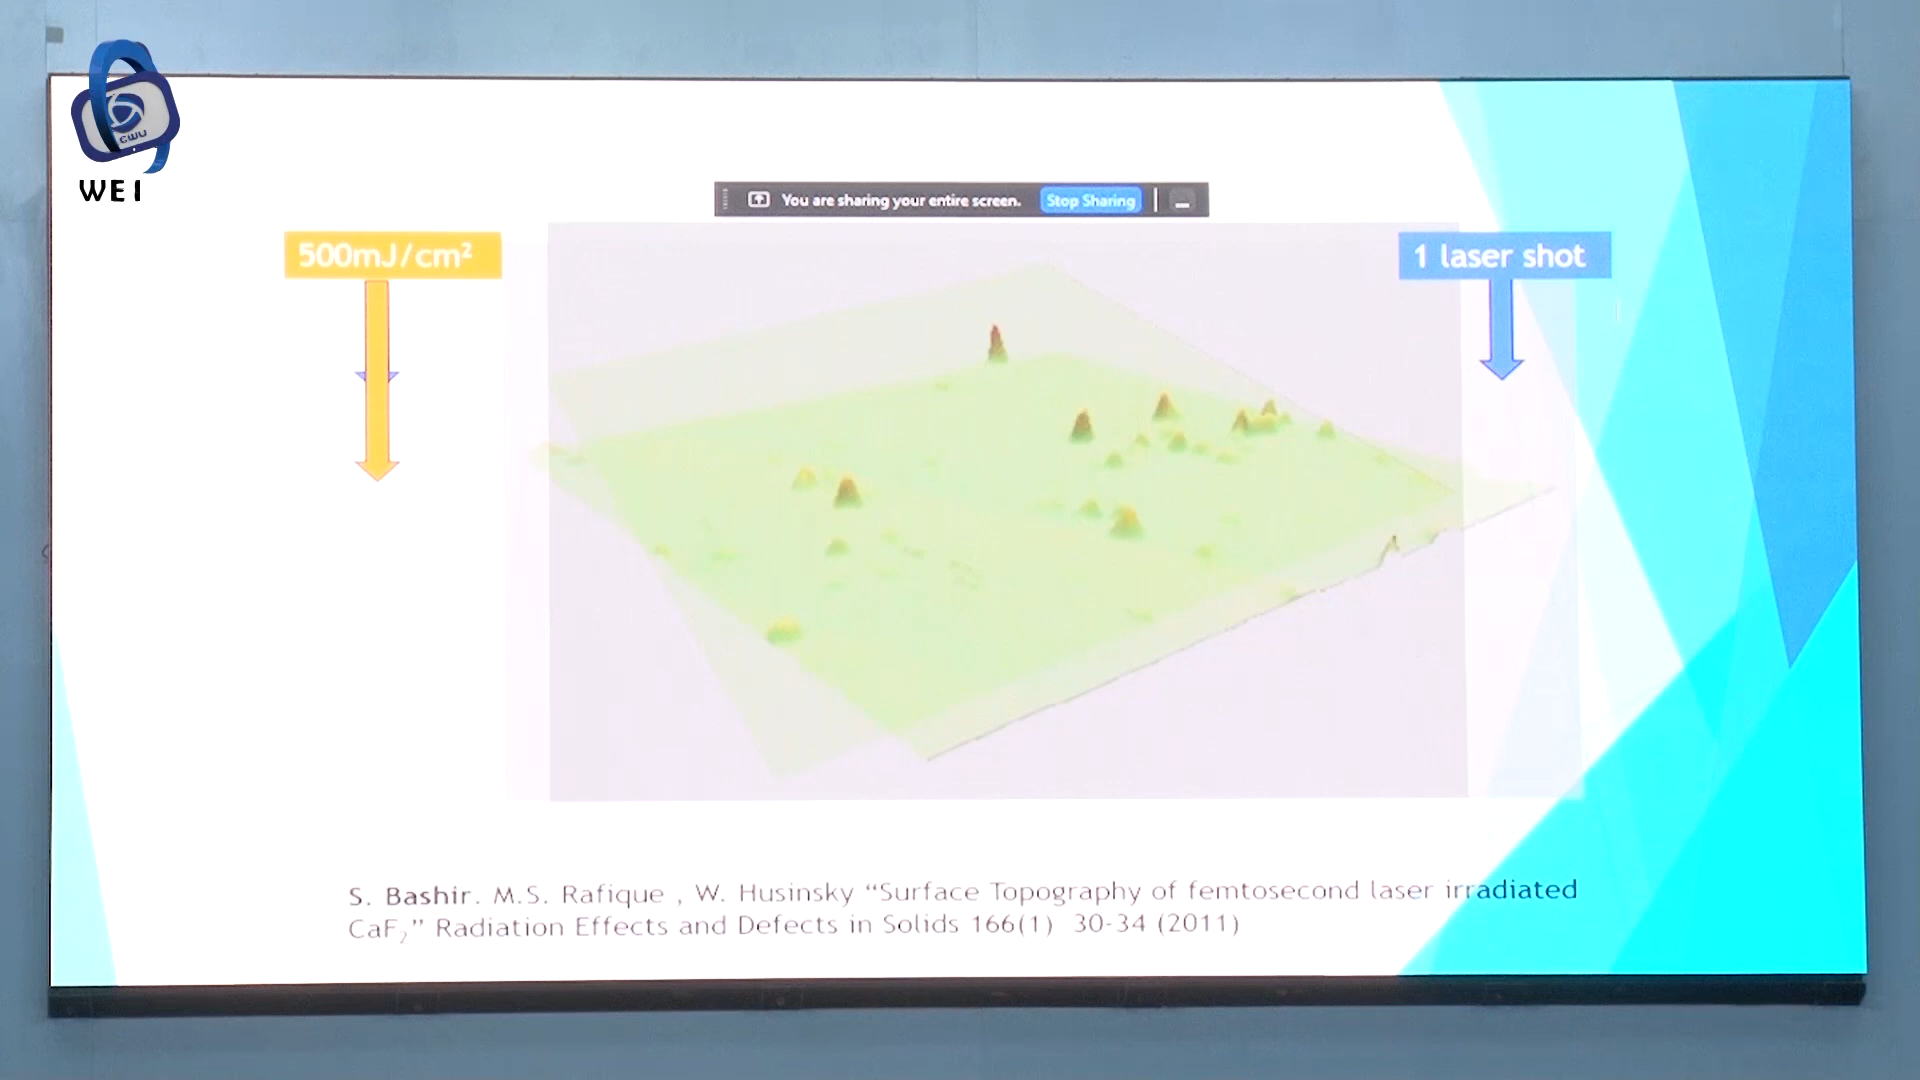 CWU
WEI
You are sharing your entire screen. Stop Sharing
500mJ/cm²
1 laser shot
S. Bashir. M.S. Rafique , W. Husinsky “Surface Topography of femtosecond laser irradiated
CaF₂” Radiation Effects and Defects in Solids 166(1) 30-34 (2011)